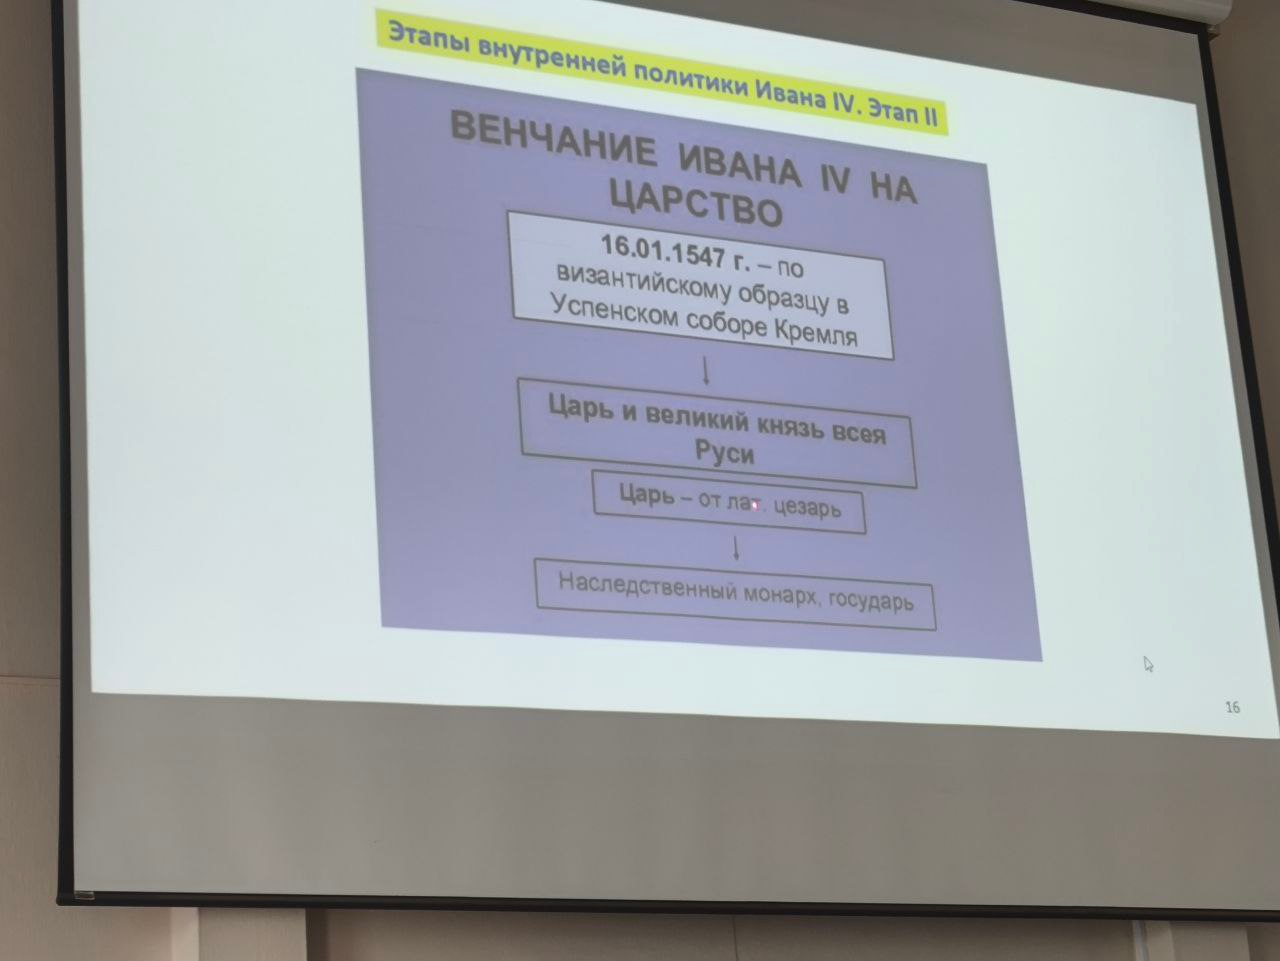 Этапы внутренней политики Ивана IV. Этап II
ВЕНЧАНИЕ ИВАНА IV НА
ЦАРСТВО
16.01.1547 г. – по
византийскому образцу в
Успенском соборе Кремля
Царь и великий князь всея
Руси
Царь – от лат. цезарь
Наследственный монарх, государь
16